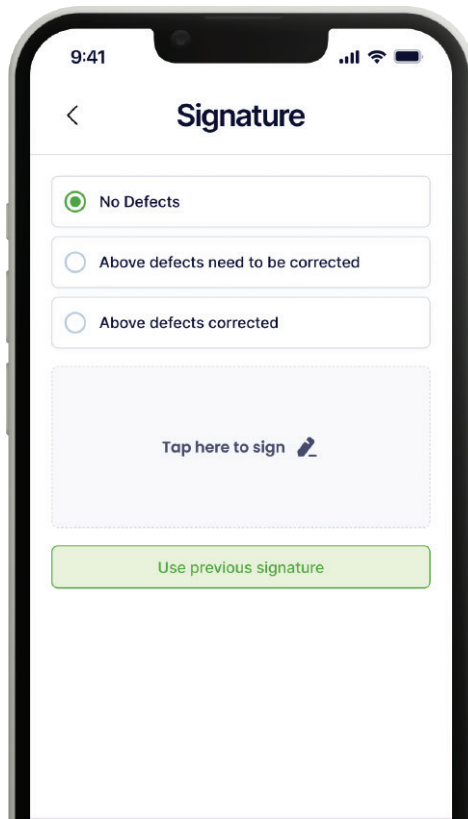 9:41
Signature
No Defects
Above defects need to be corrected
Above defects corrected
Tap here to sign
Use previous signature